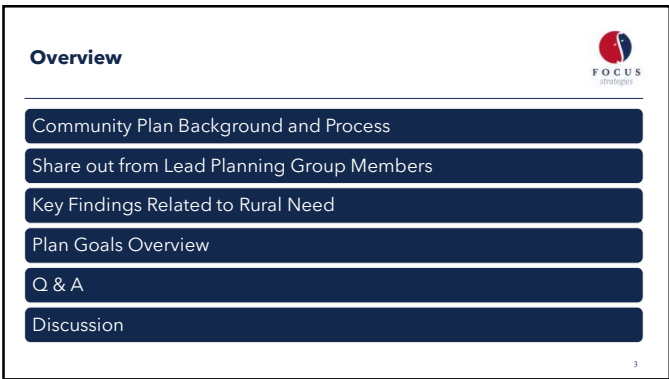 Overview
FOCUS
strategies
Community Plan Background and Process
Share out from Lead Planning Group Members
Key Findings Related to Rural Need
Plan Goals Overview
Q & A
Discussion
3